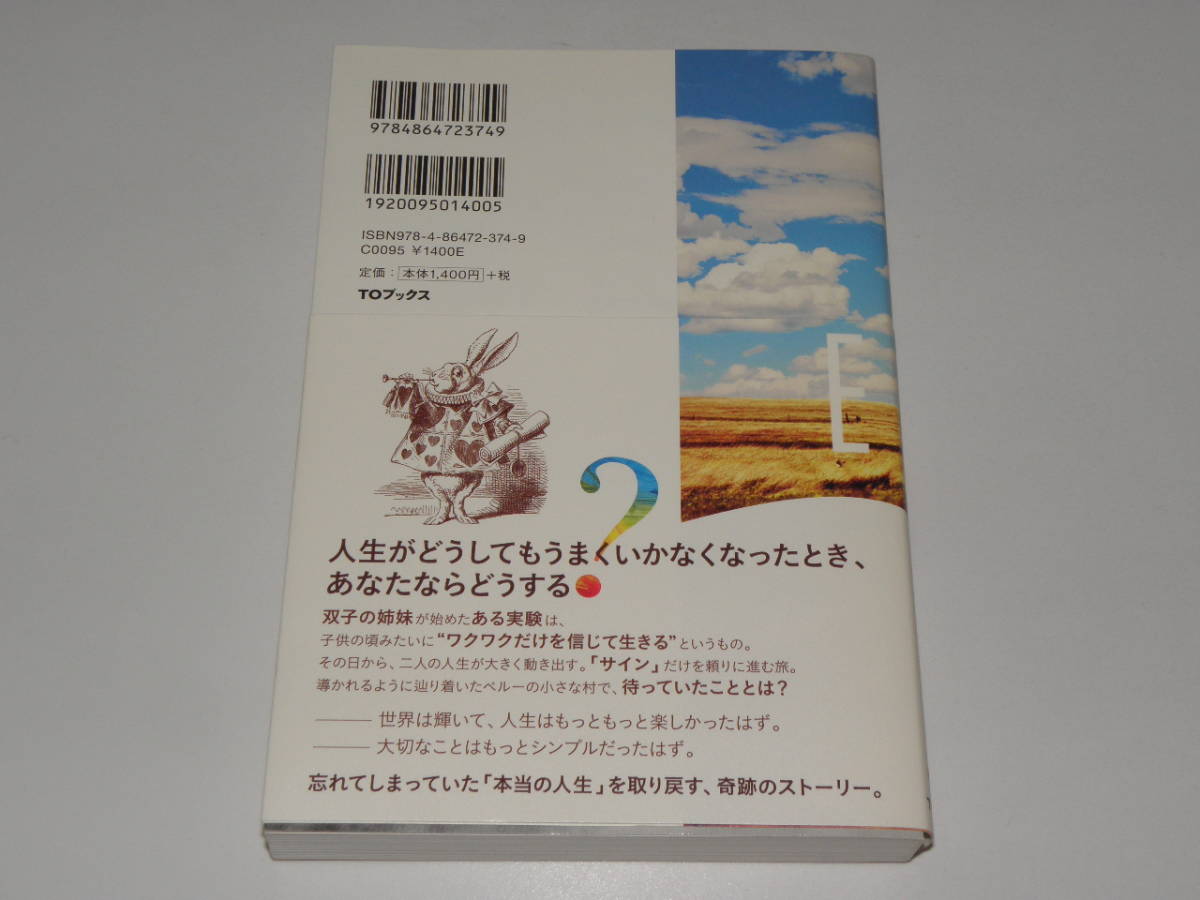 9784864723749
1920095014005
ISBN978-4-86472-374-9
C0095 ¥1400E
定価：本体1,400円+税
TOブックス
E
人生がどうしてもうまくいかなくなったとき、
あなたならどうする?
双子の姉妹が始めたある実験は、
子供の頃みたいに“ワクワクだけを信じて生きる”というもの。
その日から、二人の人生が大きく動き出す。「サイン」だけを頼りに進む旅。
導かれるように辿り着いたペルーの小さな村で、待っていたこととは？
――― 世界は輝いて、人生はもっともっと楽しかったはず。
――― 大切なことはもっとシンプルだったはず。
忘れてしまっていた「本当の人生」を取り戻す、奇跡のストーリー。